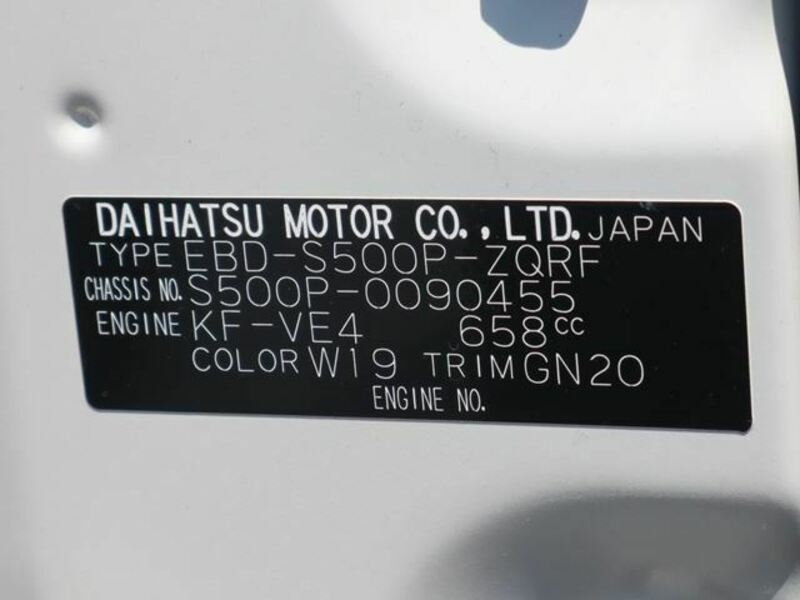 DAIHATSU MOTOR CO., LTD. JAPAN
TYPE EBD-S500P-ZQRF
CHASSIS NO. S500P-0090455
ENGINE KF-VE4 658cc
COLOR W19 TRIM GN20
ENGINE NO.